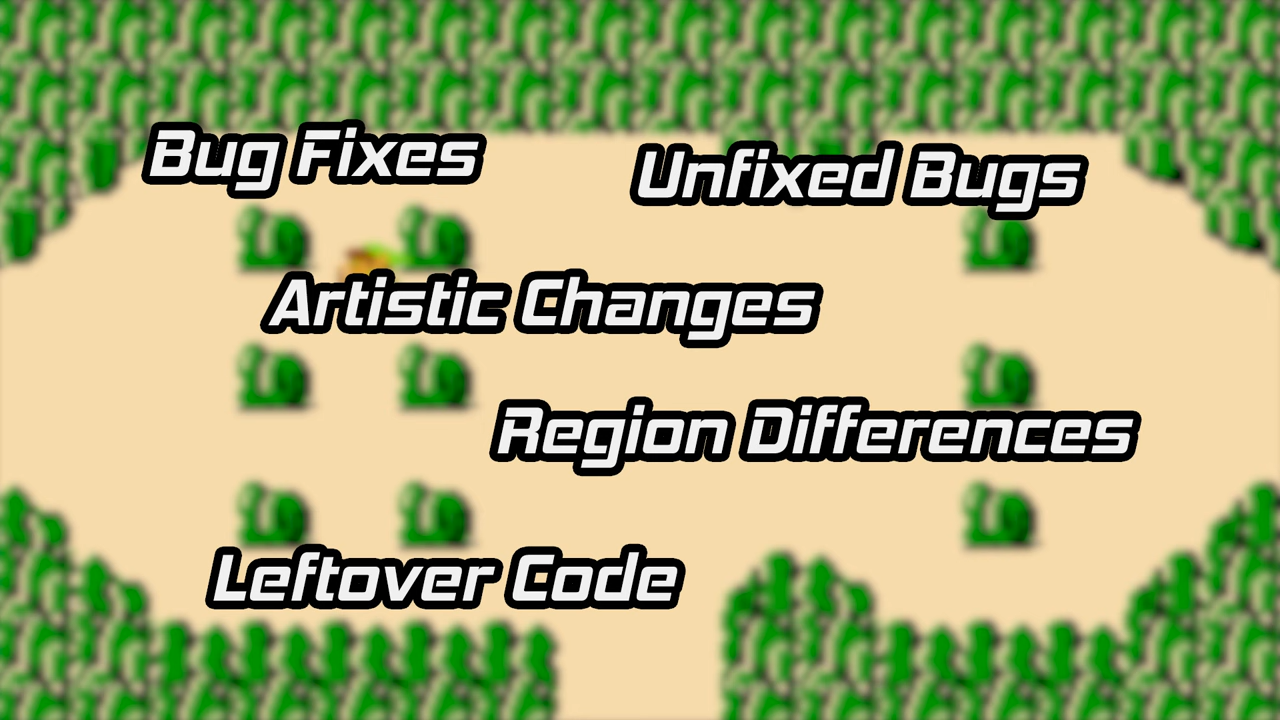 Bug Fixes
Unfixed Bugs
Artistic Changes
Region Differences
Leftover Code